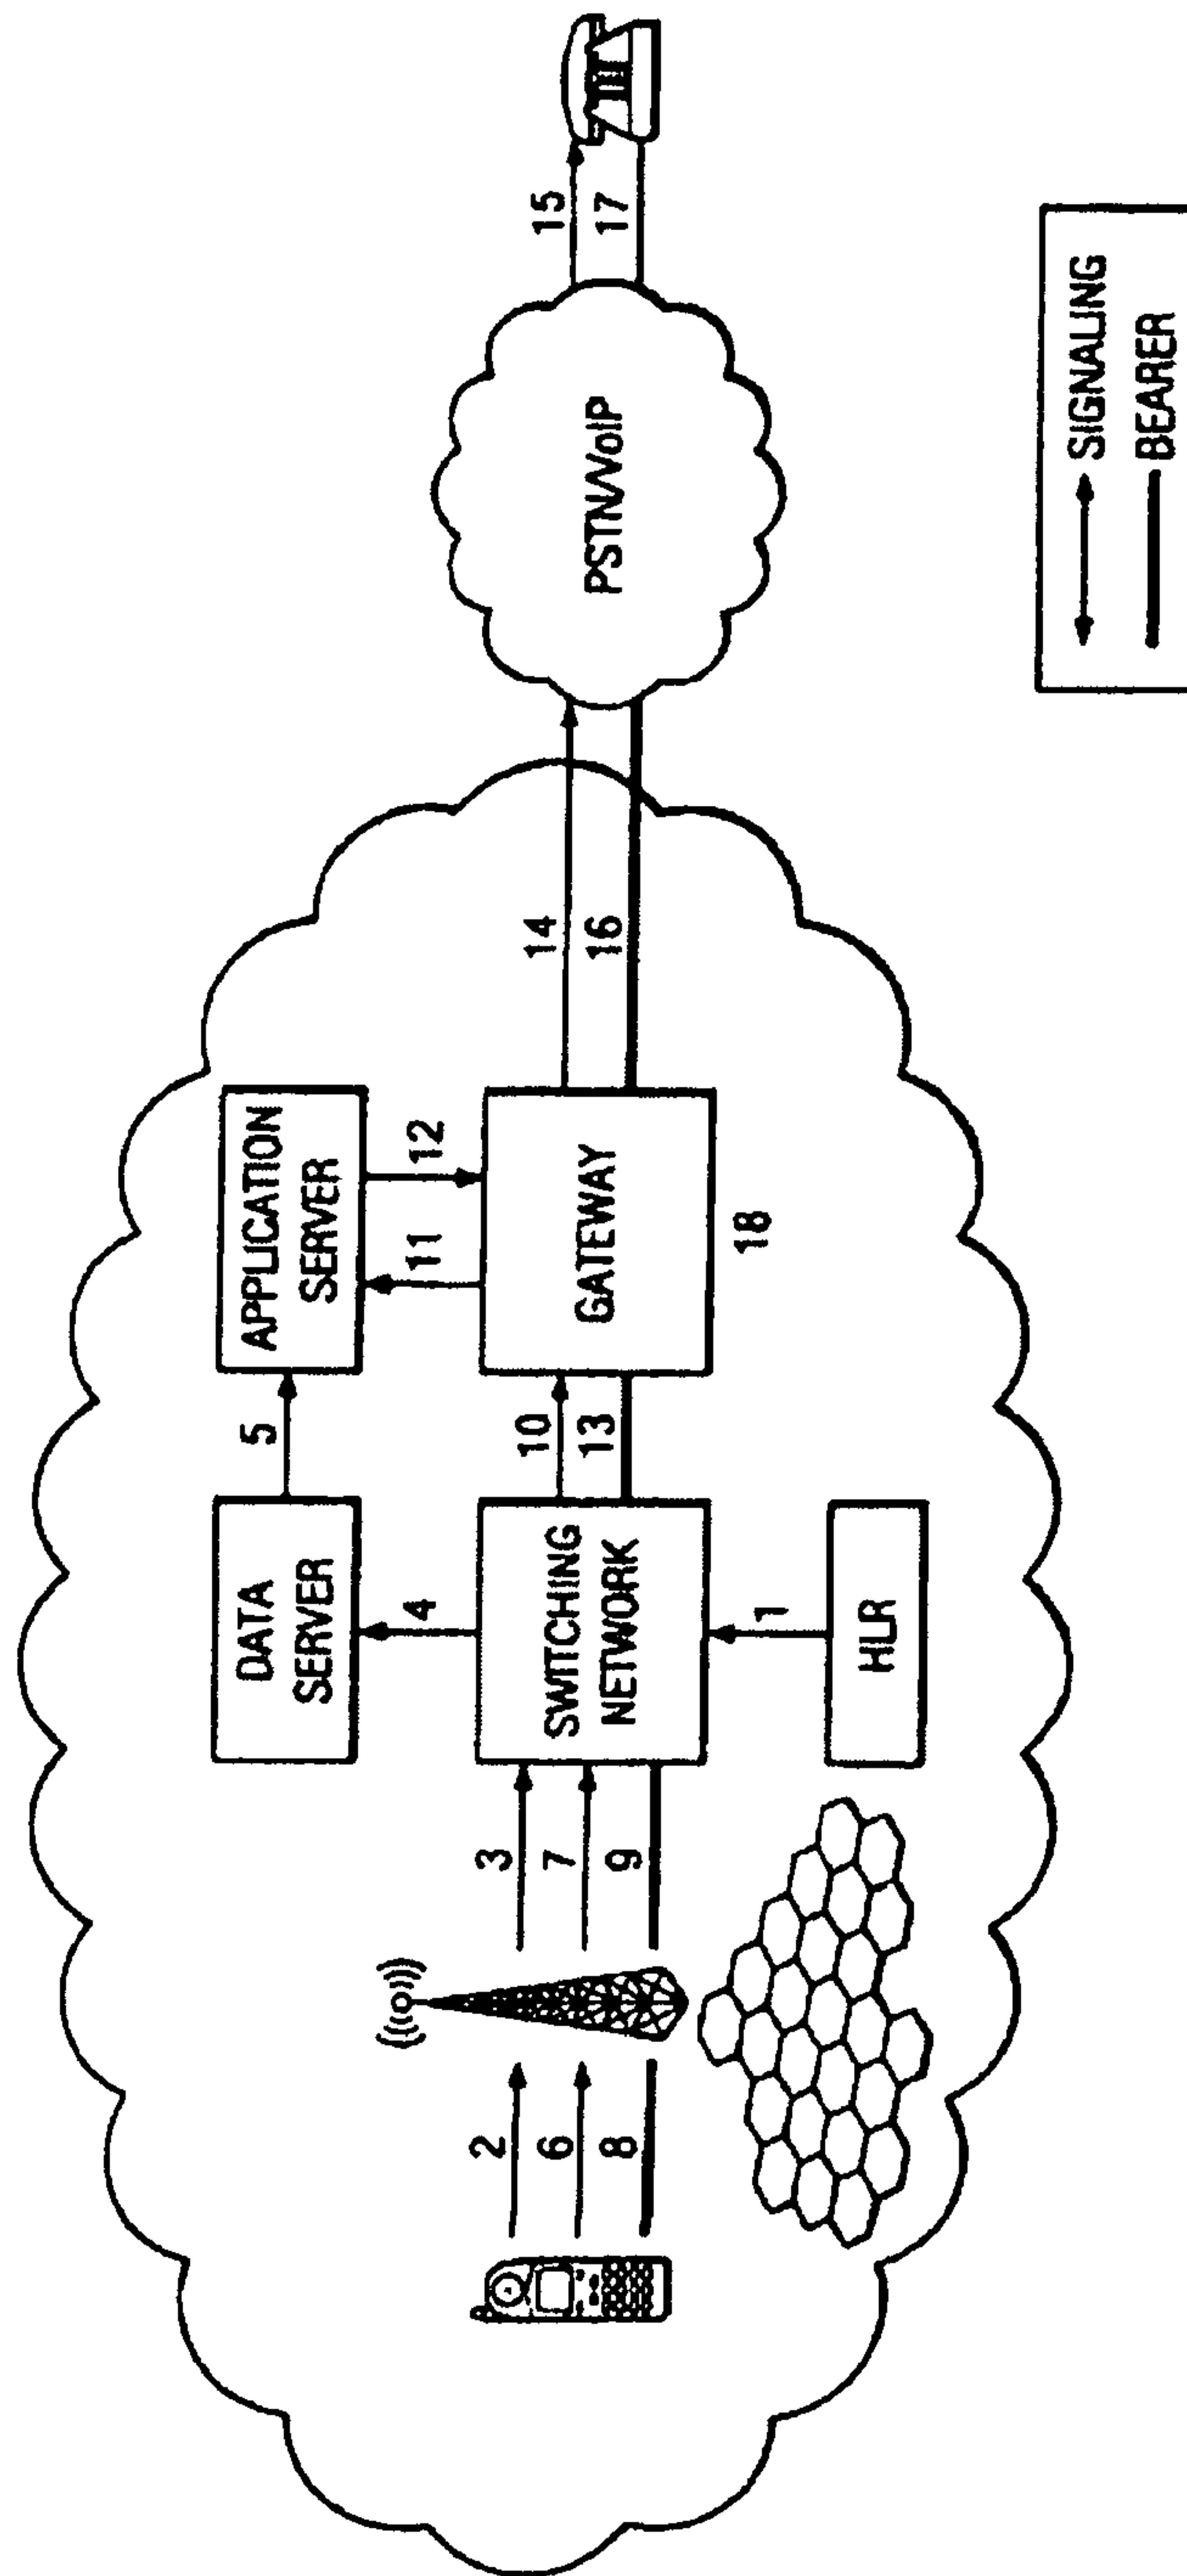 DATA
SERVER
5
APPLICATION
SERVER
4
11
12
2
3
6
7
8
9
SWITCHING
NETWORK
10
13
GATEWAY
18
14
16
PSTN/VoIP
15
17
1
HLR
SIGNALING
BEARER